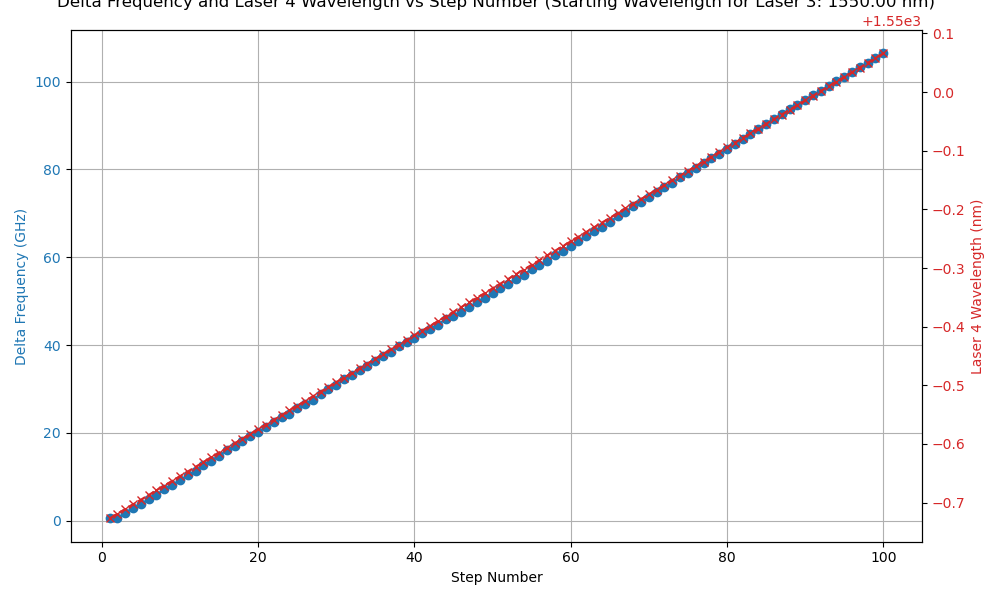 Delta Frequency and Laser 4 Wavelength vs Step Number (Starting Wavelength for Laser 3: 1550.00 nm)
+1.55e3
0.1
100
0.0
80
−0.1
−0.2
60
−0.3
40
−0.4
−0.5
20
−0.6
−0.7
0
Delta Frequency (GHz)
Laser 4 Wavelength (nm)
0 20 40 60 80 100
Step Number